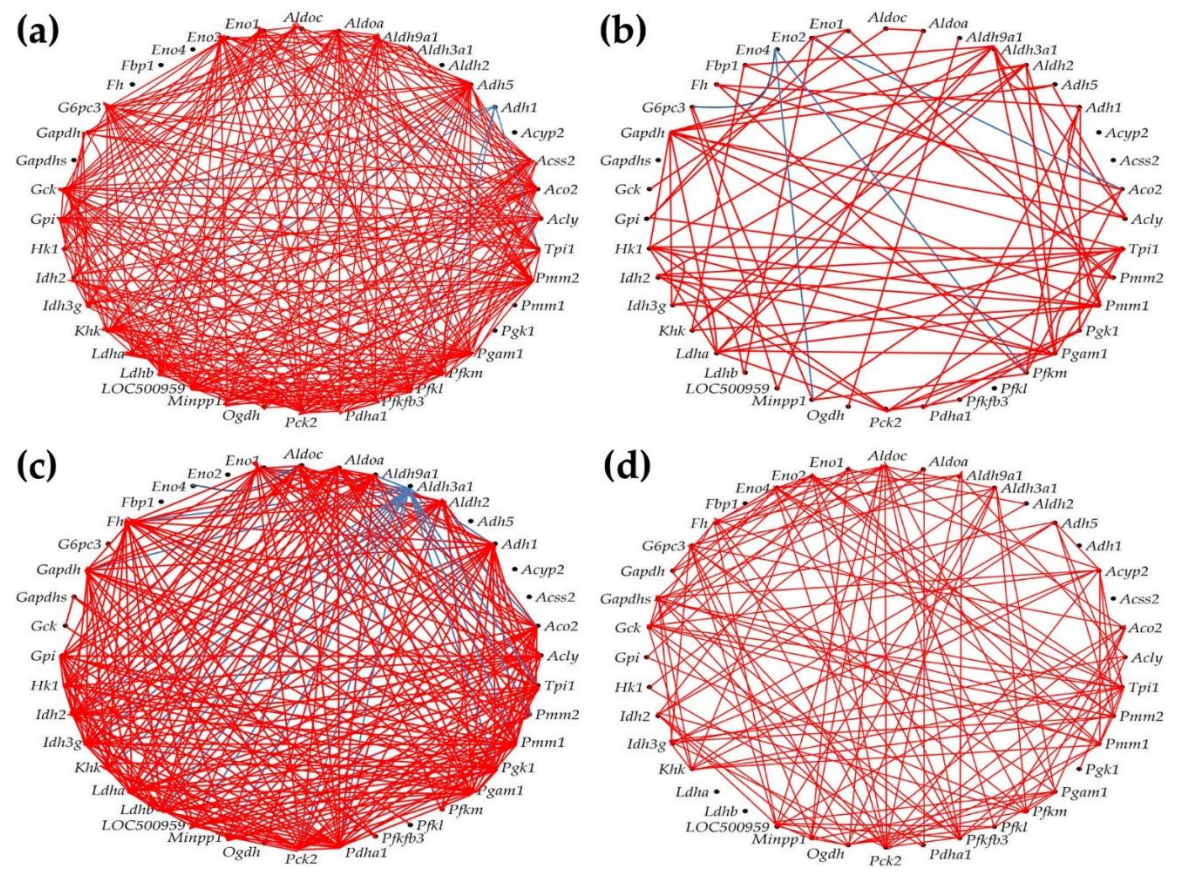 (a)
Aldoc
Eno1
Aldoa
Eno3
Aldh9a1
Eno4
Aldh3a1
Fbp1
Aldh2
Fh
Adh5
G6pc3
Adh1
Gapdh
Acyp2
Gapdhs
Acss2
Gck
Aco2
Gpi
Acly
Hk1
Tpi1
Idh2
Pmm2
Idh3g
Pmm1
Khk
Pgk1
Ldha
Pgam1
Ldhb
Pfkm
LOC500959
Pfkl
Minpp1
Pfkfb3
Ogdh
Pdha1
Pck2
(b)
Aldoc
Eno1
Aldoa
Eno2
Aldh9a1
Eno4
Aldh3a1
Fbp1
Aldh2
Fh
Adh5
G6pc3
Adh1
Gapdh
Acyp2
Gapdhs
Acss2
Gck
Aco2
Gpi
Acly
Hk1
Tpi1
Idh2
Pmm2
Idh3g
Pmm1
Khk
Pgk1
Ldha
Pgam1
Ldhb
Pfkm
LOC500959
Pfkl
Minpp1
Pfkfb3
Ogdh
Pdha1
Pck2
(c)
Aldoc
Eno1
Aldoa
Eno2
Aldh9a1
Eno4
Aldh3a1
Fbp1
Aldh2
Fh
Adh5
G6pc3
Adh1
Gapdh
Acyp2
Gapdhs
Acss2
Gck
Aco2
Gpi
Acly
Hk1
Tpi1
Idh2
Pmm2
Idh3g
Pmm1
Khk
Pgk1
Ldha
Pgam1
Ldhb
Pfkm
LOC500959
Pfkl
Minpp1
Pfkfb3
Ogdh
Pdha1
Pck2
(d)
Aldoc
Eno1
Aldoa
Eno2
Aldh9a1
Eno4
Aldh3a1
Fbp1
Aldh2
Fh
Adh5
G6pc3
Adh1
Gapdh
Acyp2
Gapdhs
Acss2
Gck
Aco2
Gpi
Acly
Hk1
Tpi1
Idh2
Pmm2
Idh3g
Pmm1
Khk
Pgk1
Ldha
Pgam1
Ldhb
Pfkm
LOC500959
Pfkl
Minpp1
Pfkfb3
Ogdh
Pdha1
Pck2